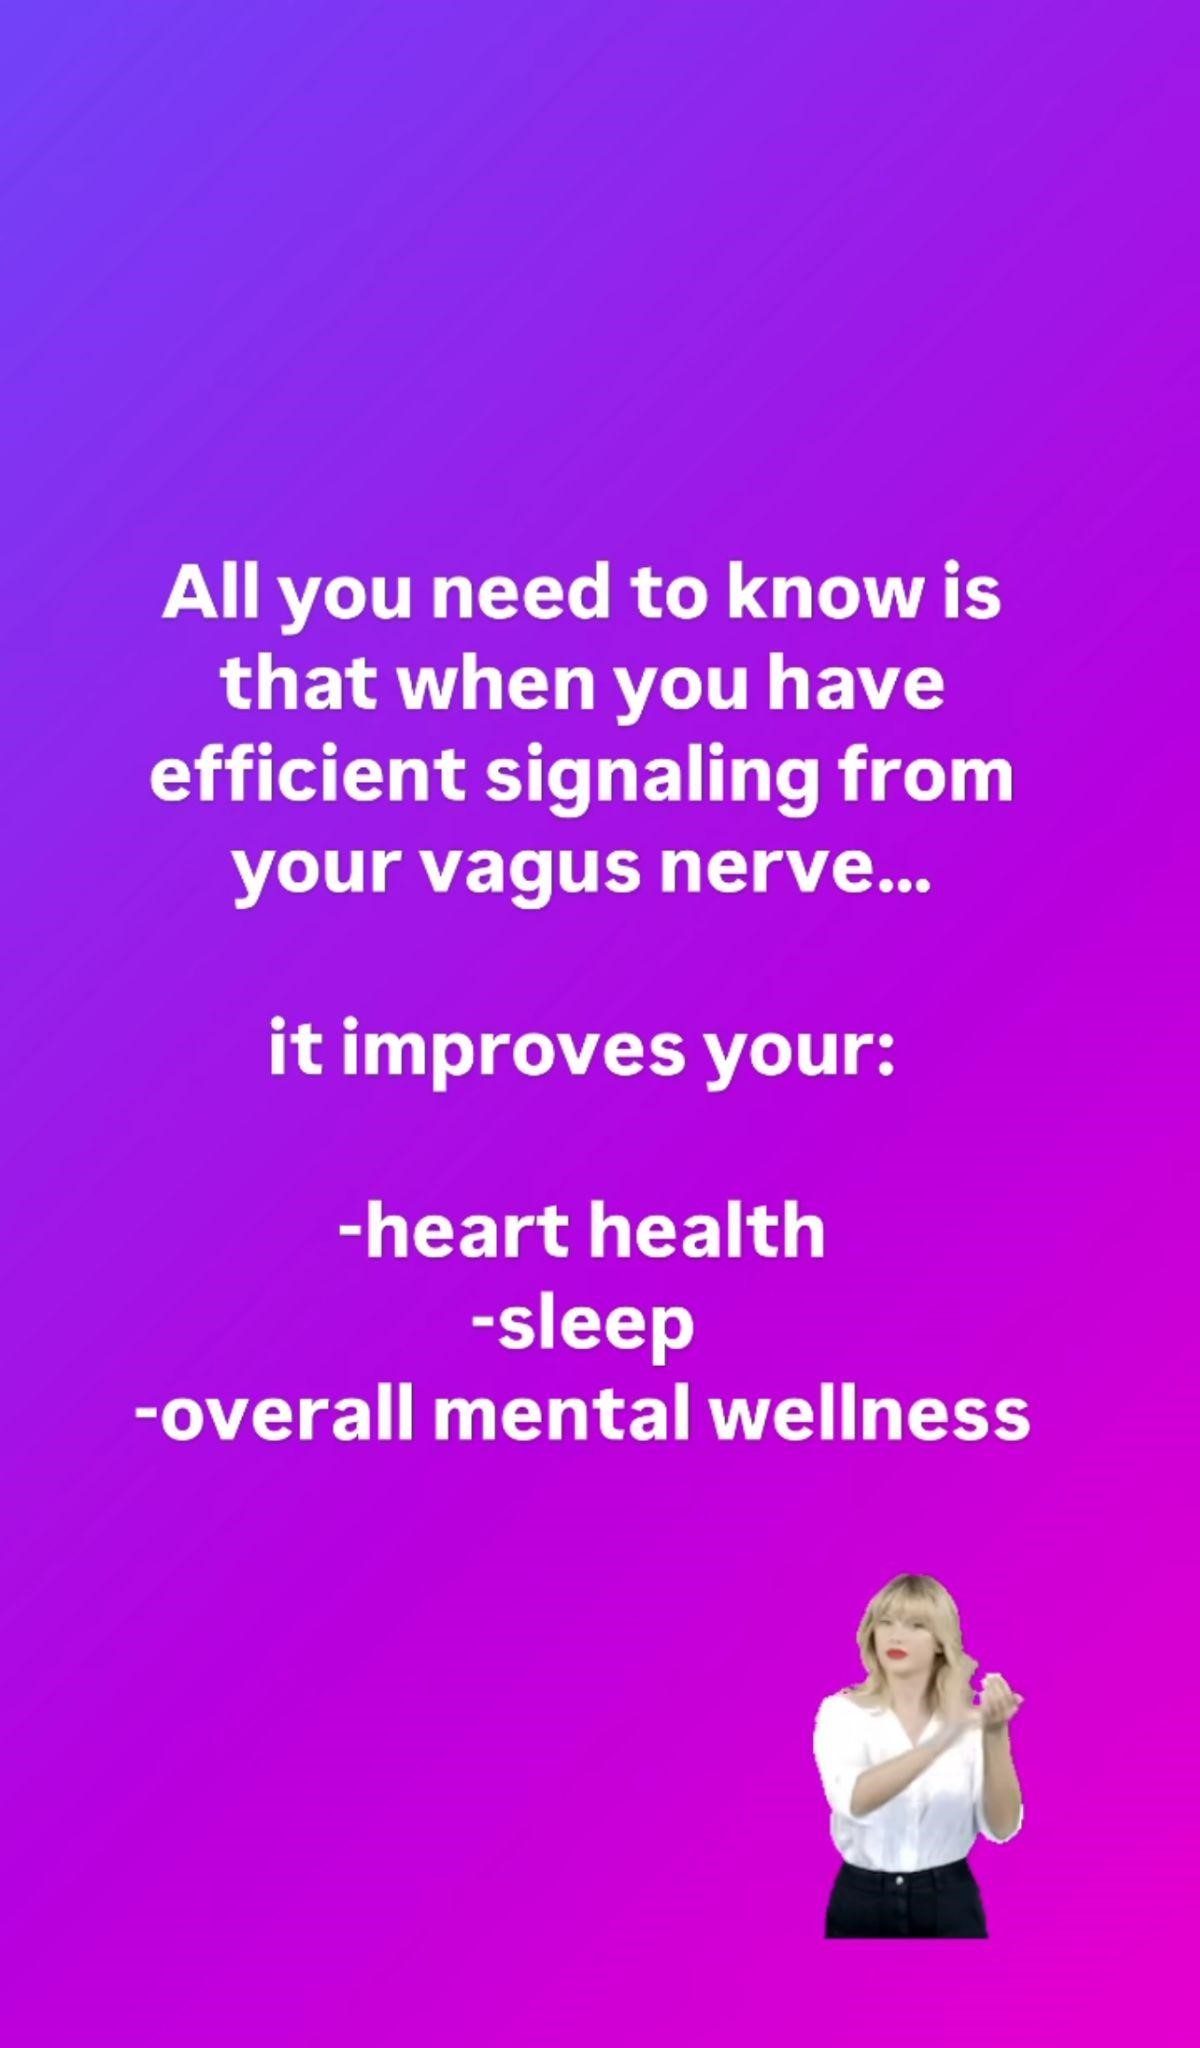 All you need to know is
that when you have
efficient signaling from
your vagus nerve...
it improves your:
-heart health
-sleep
-overall mental wellness